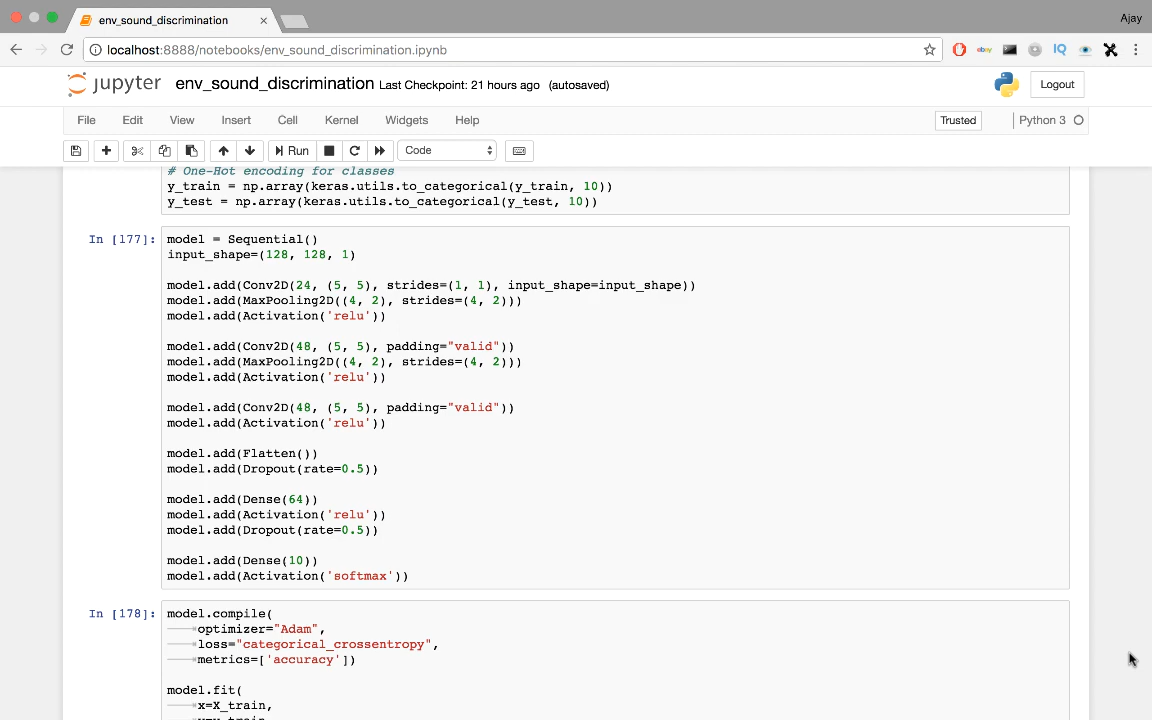 env_sound_discrimination
Ajay
localhost:8888/notebooks/env_sound_discrimination.ipynb
ebay
IQ
jupyter env_sound_discrimination Last Checkpoint: 21 hours ago (autosaved)
Logout
File Edit View Insert Cell Kernel Widgets Help
Trusted
Python 3
Run
Code
# One-Hot encoding for classes
y_train = np.array(keras.utils.to_categorical(y_train, 10))
y_test = np.array(keras.utils.to_categorical(y_test, 10))
In [177]:
model = Sequential()
input_shape=(128, 128, 1)
model.add(Conv2D(24, (5, 5), strides=(1, 1), input_shape=input_shape))
model.add(MaxPooling2D((4, 2), strides=(4, 2)))
model.add(Activation('relu'))
model.add(Conv2D(48, (5, 5), padding="valid"))
model.add(MaxPooling2D((4, 2), strides=(4, 2)))
model.add(Activation('relu'))
model.add(Conv2D(48, (5, 5), padding="valid"))
model.add(Activation('relu'))
model.add(Flatten())
model.add(Dropout(rate=0.5))
model.add(Dense(64))
model.add(Activation('relu'))
model.add(Dropout(rate=0.5))
model.add(Dense(10))
model.add(Activation('softmax'))
In [178]:
model.compile(
optimizer="Adam",
loss="categorical_crossentropy",
metrics=['accuracy'])
model.fit(
x=X_train,
y=y_train,